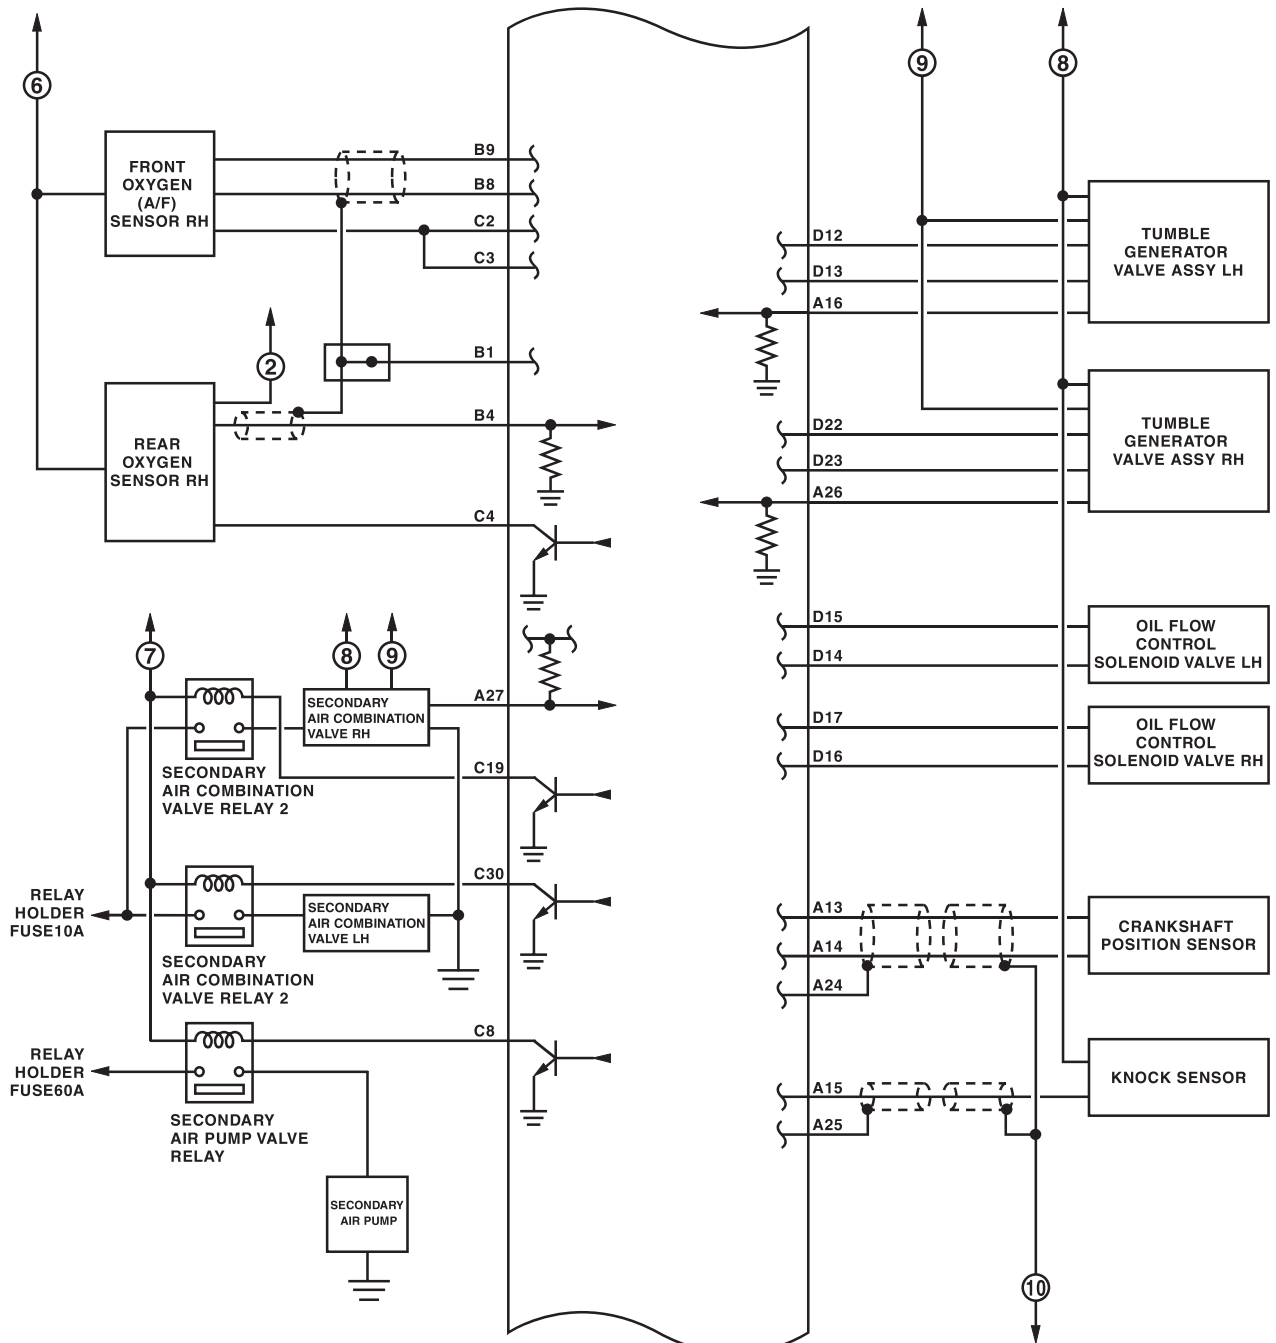 6
9
8
FRONT
OXYGEN
(A/F)
SENSOR RH
B9
B8
C2
C3
2
B1
REAR
OXYGEN
SENSOR RH
B4
C4
D12
D13
A16
TUMBLE
GENERATOR
VALVE ASSY LH
D22
D23
A26
TUMBLE
GENERATOR
VALVE ASSY RH
7
8
9
SECONDARY
AIR COMBINATION
VALVE RH
A27
SECONDARY
AIR COMBINATION
VALVE RELAY 2
C19
D15
D14
OIL FLOW
CONTROL
SOLENOID VALVE LH
D17
D16
OIL FLOW
CONTROL
SOLENOID VALVE RH
RELAY
HOLDER
FUSE10A
C30
SECONDARY
AIR COMBINATION
VALVE LH
SECONDARY
AIR COMBINATION
VALVE RELAY 2
A13
A14
A24
CRANKSHAFT
POSITION SENSOR
RELAY
HOLDER
FUSE60A
C8
SECONDARY
AIR PUMP VALVE
RELAY
A15
A25
KNOCK SENSOR
SECONDARY
AIR PUMP
10